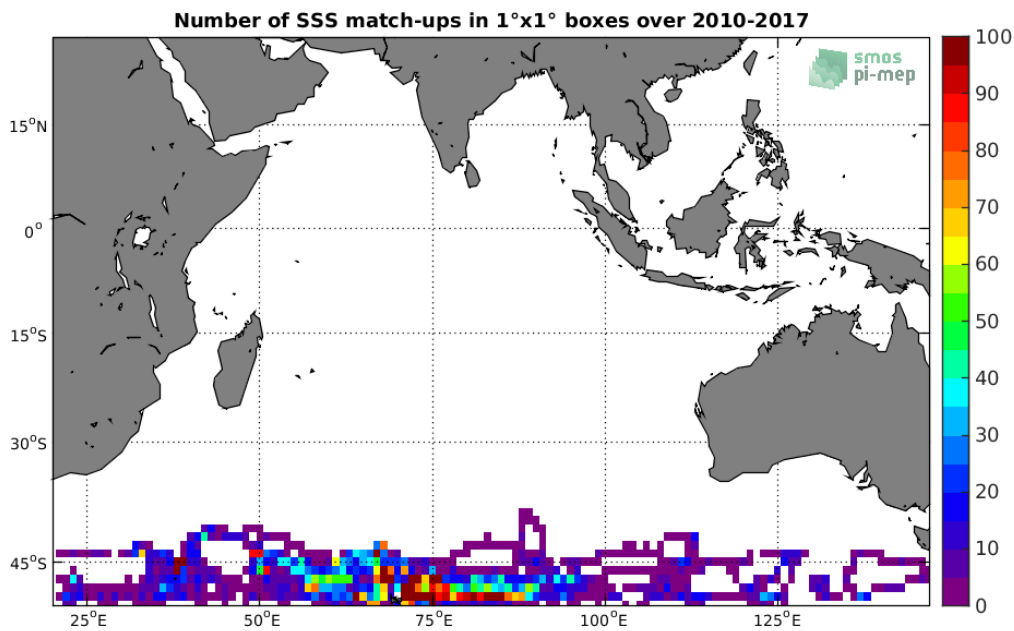 Number of SSS match-ups in 1°x1° boxes over 2010-2017
smos
pi-mep
100
90
80
70
60
50
40
30
20
10
0
15°N
0°
15°S
30°S
45°S
25°E
50°E
75°E
100°E
125°E